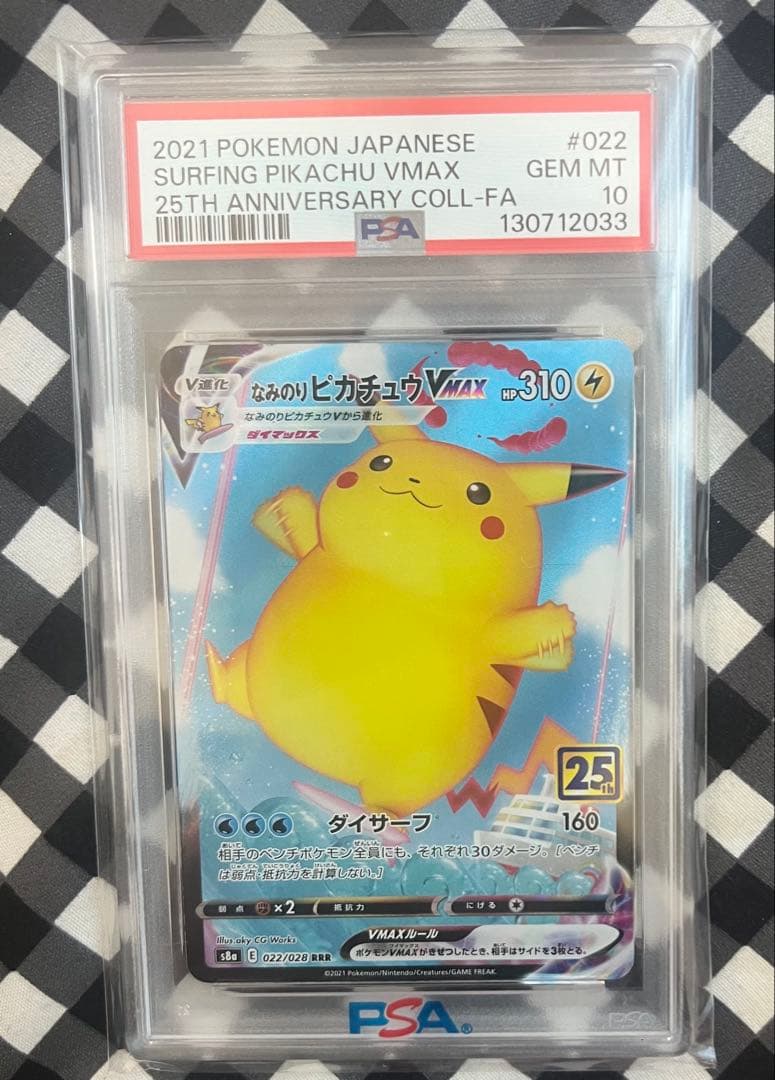 2021 POKEMON JAPANESE #022
SURFING PIKACHU VMAX GEM MT
25TH ANNIVERSARY COLL-FA 10
PSA 130712033
V進化 なみのりピカチュウVMAX HP310
なみのりピカチュウVから進化
ダイマックス
25th
ダイサーフ 160
相手のベンチポケモン全員にも、それぞれ30ダメージ。[ベンチ
は弱点・抵抗力を計算しない。]
弱点 ×2 抵抗力 にげる
VMAXルール
ポケモンVMAXがきぜつしたとき、相手はサイドを3枚とる。
Illus. aky CG Works
s8a E 022/028 RRR
©2021 Pokémon/Nintendo/Creatures/GAME FREAK.
PSA®
PSA